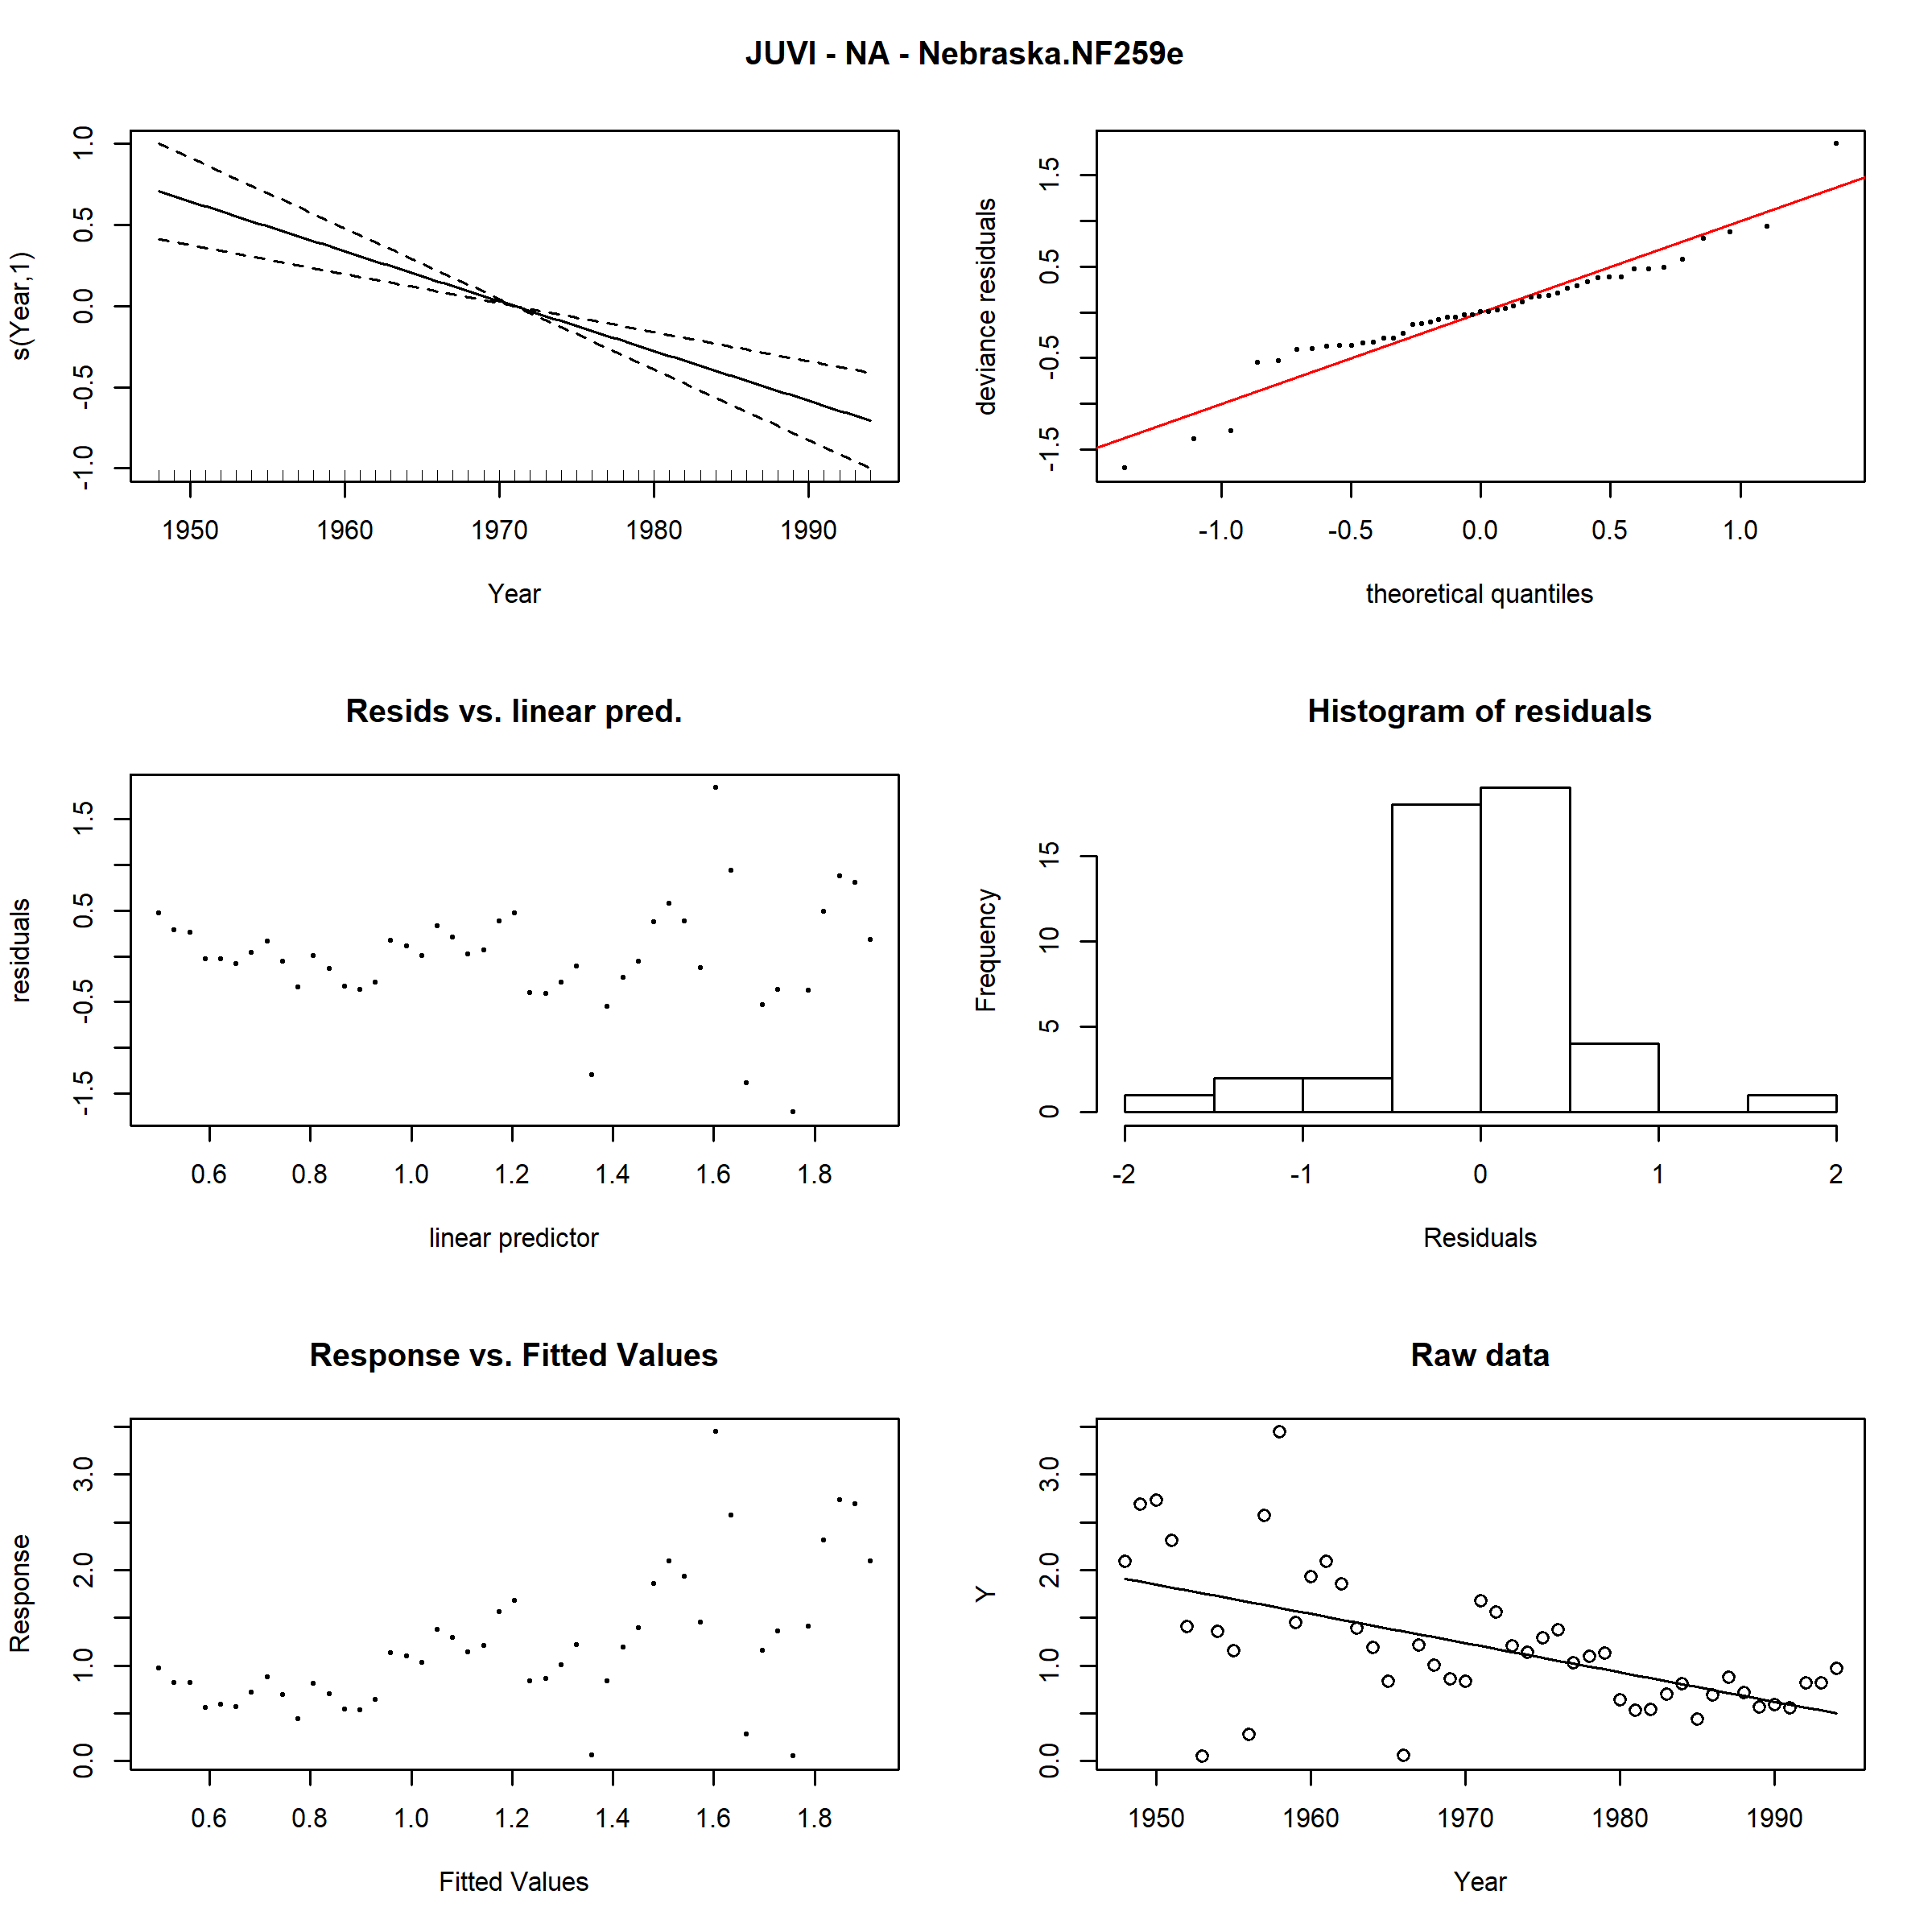 JUVI - NA - Nebraska.NF259e
s(Year,1)
1.0
0.5
0.0
-0.5
-1.0
1950 1960 1970 1980 1990
Year
deviance residuals
1.5
0.5
-0.5
-1.5
-1.0 -0.5 0.0 0.5 1.0
theoretical quantiles
Resids vs. linear pred.
residuals
1.5
0.5
-0.5
-1.5
0.6 0.8 1.0 1.2 1.4 1.6 1.8
linear predictor
Histogram of residuals
Frequency
15
10
5
0
-2 -1 0 1 2
Residuals
Response vs. Fitted Values
Response
3.0
2.0
1.0
0.0
0.6 0.8 1.0 1.2 1.4 1.6 1.8
Fitted Values
Raw data
Y
3.0
2.0
1.0
0.0
1950 1960 1970 1980 1990
Year